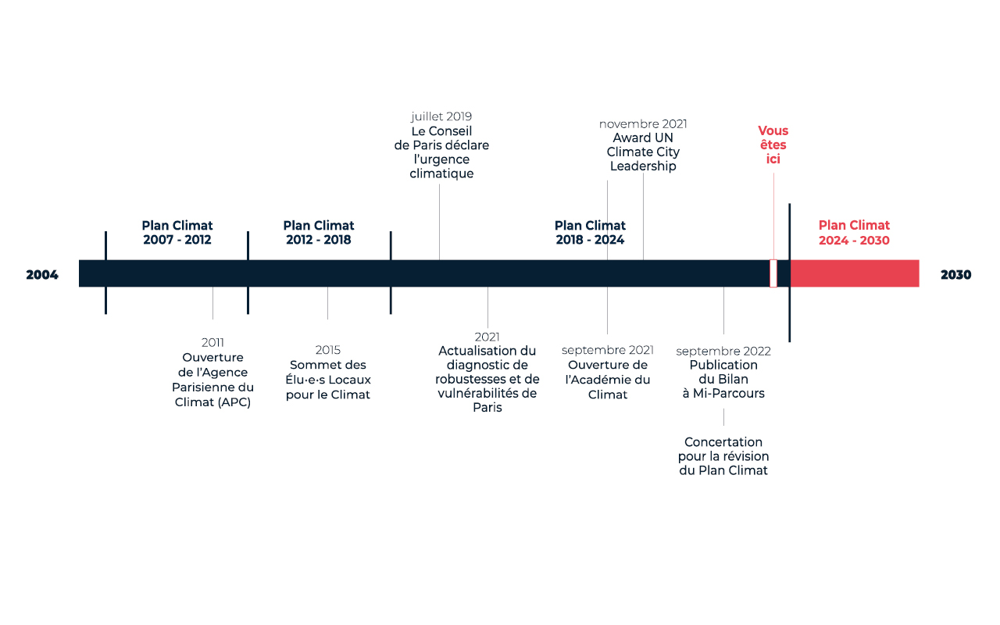 juillet 2019
Le Conseil
de Paris déclare
l'urgence
climatique
novembre 2021
Award UN
Climate City
Leadership
Vous
êtes
ici
Plan Climat
2007 - 2012
Plan Climat
2012 - 2018
Plan Climat
2018 - 2024
Plan Climat
2024 - 2030
2004
2030
2011
Ouverture
de l'Agence
Parisienne du
Climat (APC)
2015
Sommet des
Élu·e·s Locaux
pour le Climat
2021
Actualisation du
diagnostic de
robustesses et de
vulnérabilités de
Paris
septembre 2021
Ouverture de
l'Académie du
Climat
septembre 2022
Publication
du Bilan
à Mi-Parcours
Concertation
pour la révision
du Plan Climat